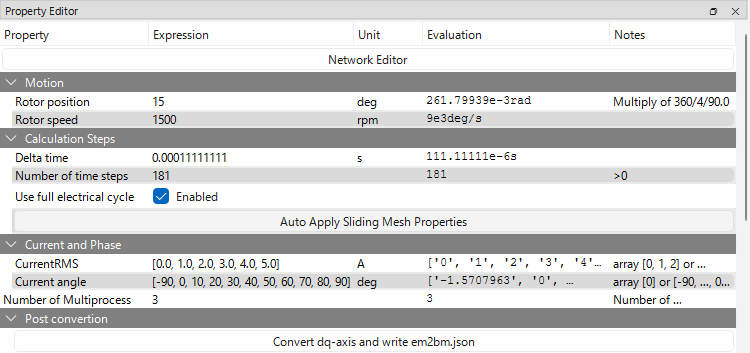 Property Editor
Property Expression Unit Evaluation Notes
Network Editor
Motion
Rotor position 15 deg 261.79939e-3rad Multiply of 360/4/90.0
Rotor speed 1500 rpm 9e3deg/s
Calculation Steps
Delta time 0.00011111111 s 111.11111e-6s
Number of time steps 181 181 >0
Use full electrical cycle Enabled
Auto Apply Sliding Mesh Properties
Current and Phase
CurrentRMS [0.0, 1.0, 2.0, 3.0, 4.0, 5.0] A ['0', '1', '2', '3', '4'... array [0, 1, 2] or ...
Current angle [-90, 0, 10, 20, 30, 40, 50, 60, 70, 80, 90] deg ['-1.5707963', '0', ... array [0] or [-90, ..., 0...
Number of Multiprocess 3 3 Number of ...
Post convertion
Convert dq-axis and write em2bm.json